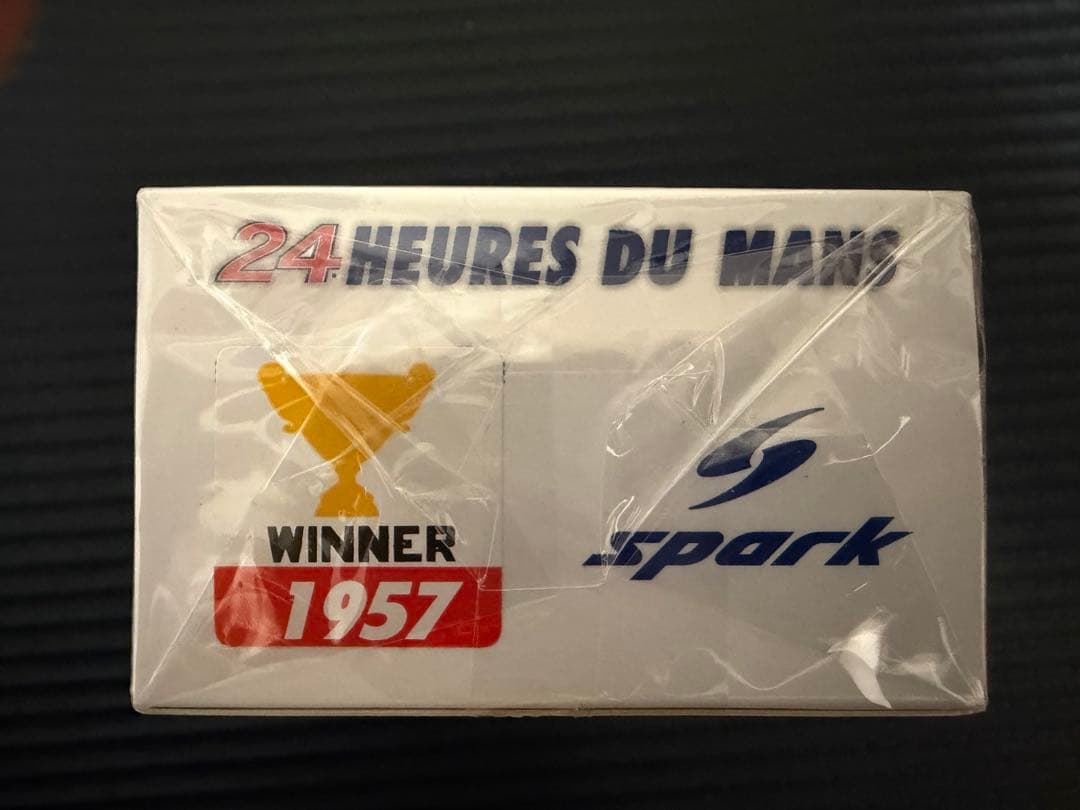 24 HEURES DU MANS
WINNER
1957
spark